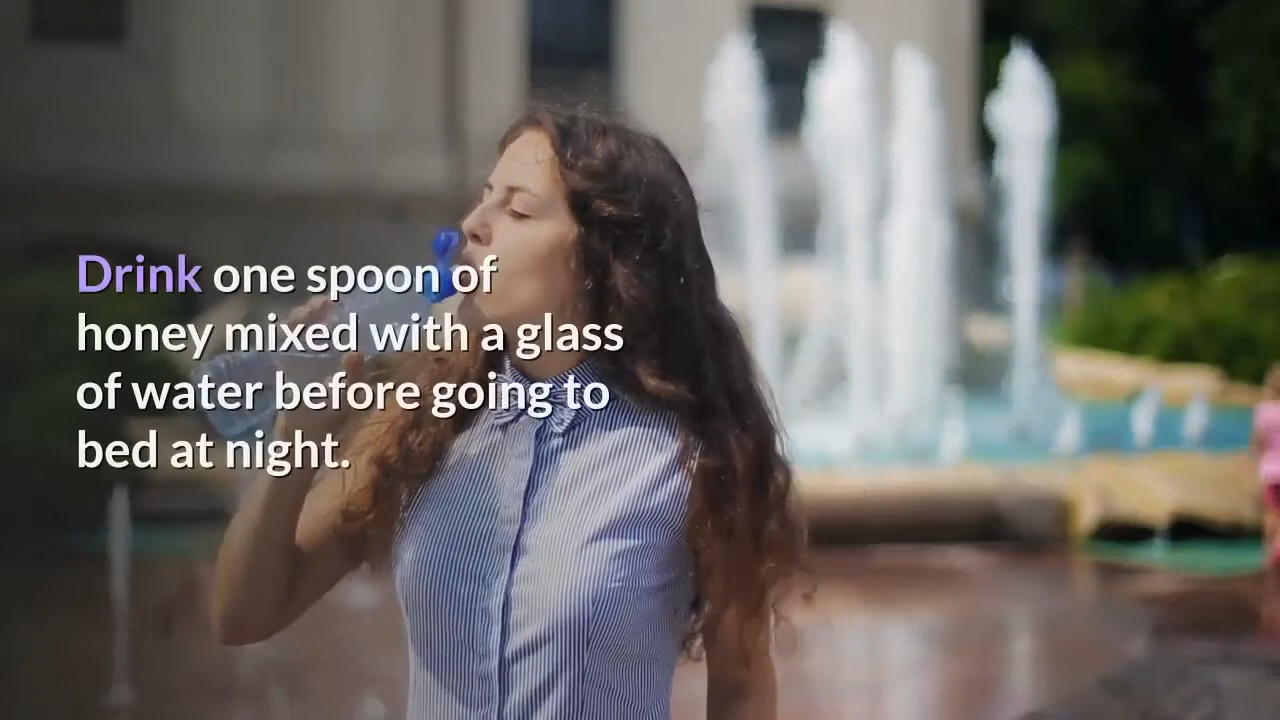 Drink one spoon of
honey mixed with a glass
of water before going to
bed at night.